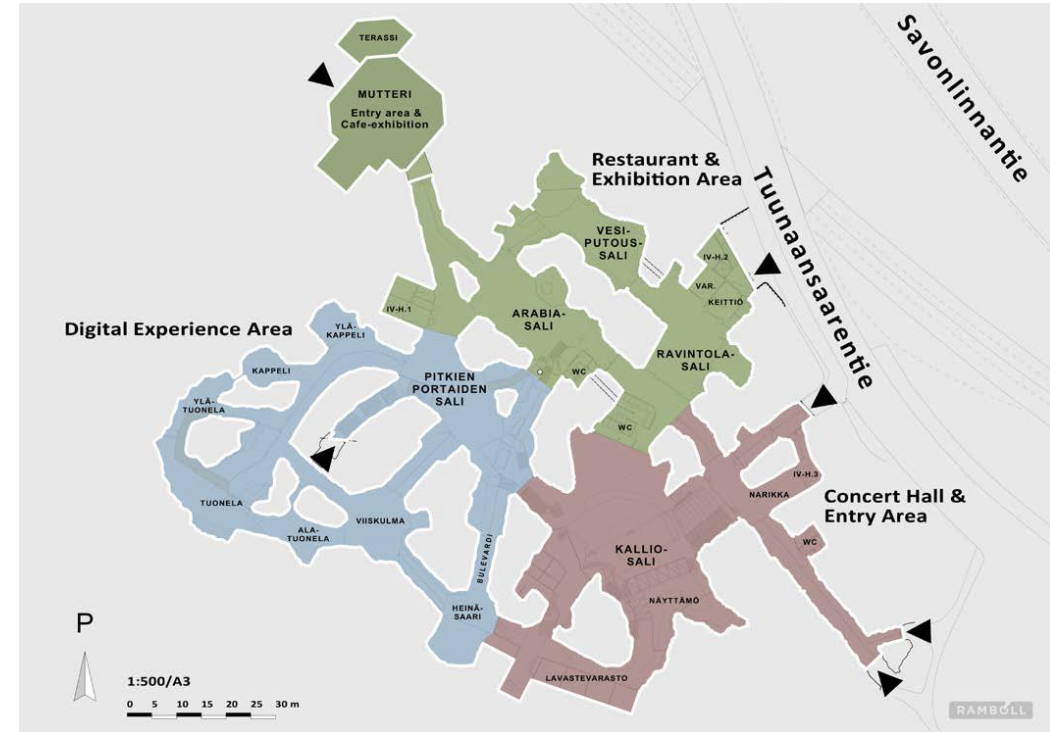 Savonlinnantie
TERASSI
MUTTERI
Entry area &
Cafe-exhibition
Restaurant &
Exhibition Area
Tuunaansaarentie
VESI-
PUTOUS-
SALI
IV-H.2
VAR.
KEITTIÖ
IV-H.1
ARABIA-
SALI
Digital Experience Area
YLÄ-
KAPPELI
RAVINTOLA-
SALI
KAPPELI
PITKIEN
PORTAIDEN
SALI
WC
YLÄ-
TUONELA
WC
IV-H.3
NARIKKA
Concert Hall &
Entry Area
TUONELA
VIISKULMA
ALA-
TUONELA
WC
BULEVARDI
KALLIO-
SALI
NÄYTTÄMÖ
HEINÄ-
SAARI
P
LAVASTEVARASTO
1:500/A3
0 5 10 15 20 25 30 m
RAMBOLL